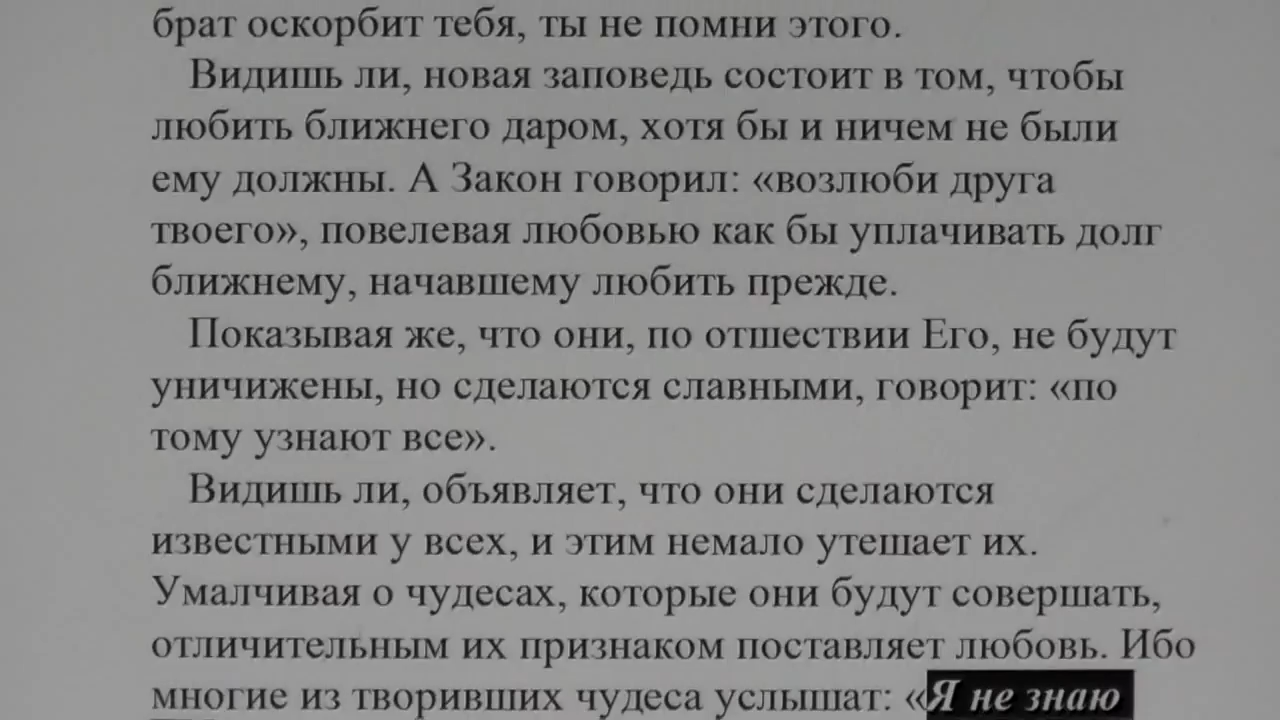 брат оскорбит тебя, ты не помни этого.
Видишь ли, новая заповедь состоит в том, чтобы
любить ближнего даром, хотя бы и ничем не были
ему должны. А Закон говорил: «возлюби друга
твоего», повелевая любовью как бы уплачивать долг
ближнему, начавшему любить прежде.
Показывая же, что они, по отшествии Его, не будут
уничижены, но сделаются славными, говорит: «по
тому узнают все».
Видишь ли, объявляет, что они сделаются
известными у всех, и этим немало утешает их.
Умалчивая о чудесах, которые они будут совершать,
отличительным их признаком поставляет любовь. Ибо
многие из творивших чудеса услышат: «Я не знаю